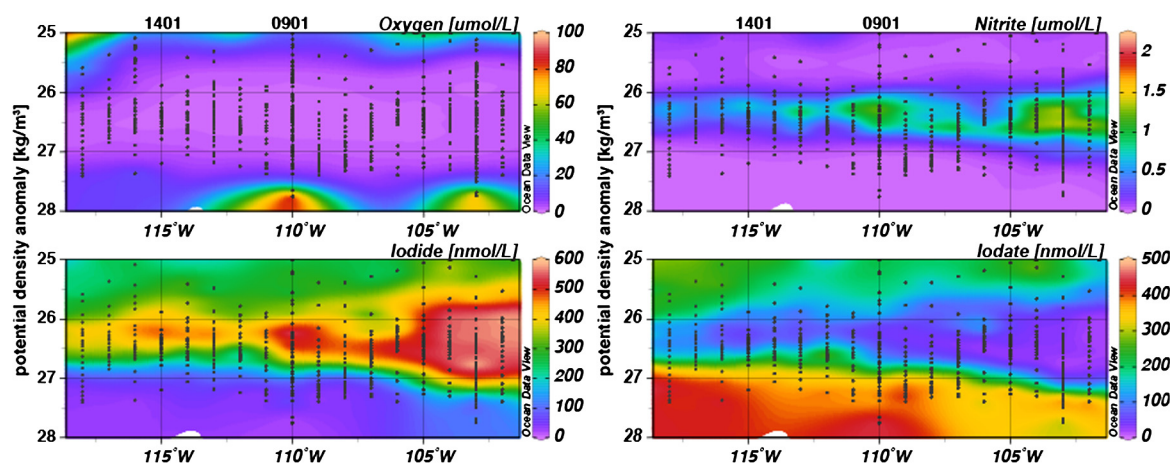 1401 0901 Oxygen [umol/L]
25 26 27 28
115°W 110°W 105°W
100 80 60 40 20 0
Ocean Data View
1401 0901 Nitrite [umol/L]
25 26 27 28
115°W 110°W 105°W
2 1.5 1 0.5 0
Ocean Data View
potential density anomaly [kg/m³]
potential density anomaly [kg/m³]
Iodide [nmol/L]
25 26 27 28
115°W 110°W 105°W
600 500 400 300 200 100 0
Ocean Data View
Iodate [nmol/L]
25 26 27 28
115°W 110°W 105°W
500 400 300 200 100 0
Ocean Data View